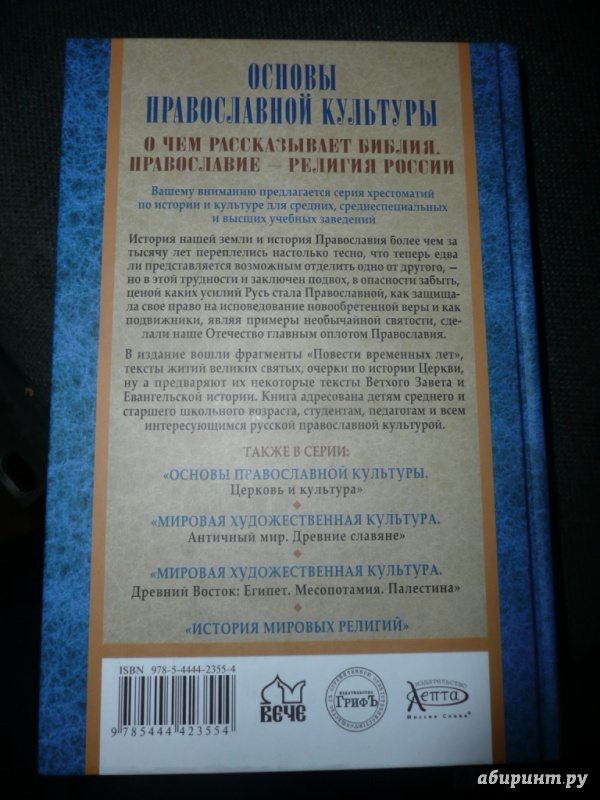 ОСНОВЫ
ПРАВОСЛАВНОЙ КУЛЬТУРЫ
О ЧЕМ РАССКАЗЫВАЕТ БИБЛИЯ.
ПРАВОСЛАВИЕ — РЕЛИГИЯ РОССИИ
Вашему вниманию предлагается серия хрестоматий
по истории и культуре для средних, среднеспециальных
и высших учебных заведений
История нашей земли и история Православия более чем за
тысячу лет переплелись настолько тесно, что теперь едва
ли представляется возможным отделить одно от другого, —
но в этой трудности и заключен подвох, в опасности забыть,
ценой каких усилий Русь стала Православной, как защища-
ла свое право на исповедование новообретенной веры и как
подвижники, являя примеры необычайной святости, сде-
лали наше Отечество главным оплотом Православия.
В издание вошли фрагменты «Повести временных лет»,
тексты житий великих святых, очерки по истории Церкви,
ну а предваряют их некоторые тексты Ветхого Завета и
Евангельской истории. Книга адресована детям среднего и
старшего школьного возраста, студентам, педагогам и всем
интересующимся русской православной культурой.
ТАКЖЕ В СЕРИИ:
«ОСНОВЫ ПРАВОСЛАВНОЙ КУЛЬТУРЫ.
Церковь и культура»
«МИРОВАЯ ХУДОЖЕСТВЕННАЯ КУЛЬТУРА.
Античный мир. Древние славяне»
«МИРОВАЯ ХУДОЖЕСТВЕННАЯ КУЛЬТУРА.
Древний Восток: Египет. Месопотамия. Палестина»
«ИСТОРИЯ МИРОВЫХ РЕЛИГИЙ»
ISBN 978-5-4444-2355-4
9 785444 423554
ВЕЧЕ
ИЗДАТЕЛЬСТВО
ГРИФЪ
ИЗДАТЕЛЬСТВО
Лепта
Миссия Слова
Лабиринт.ру